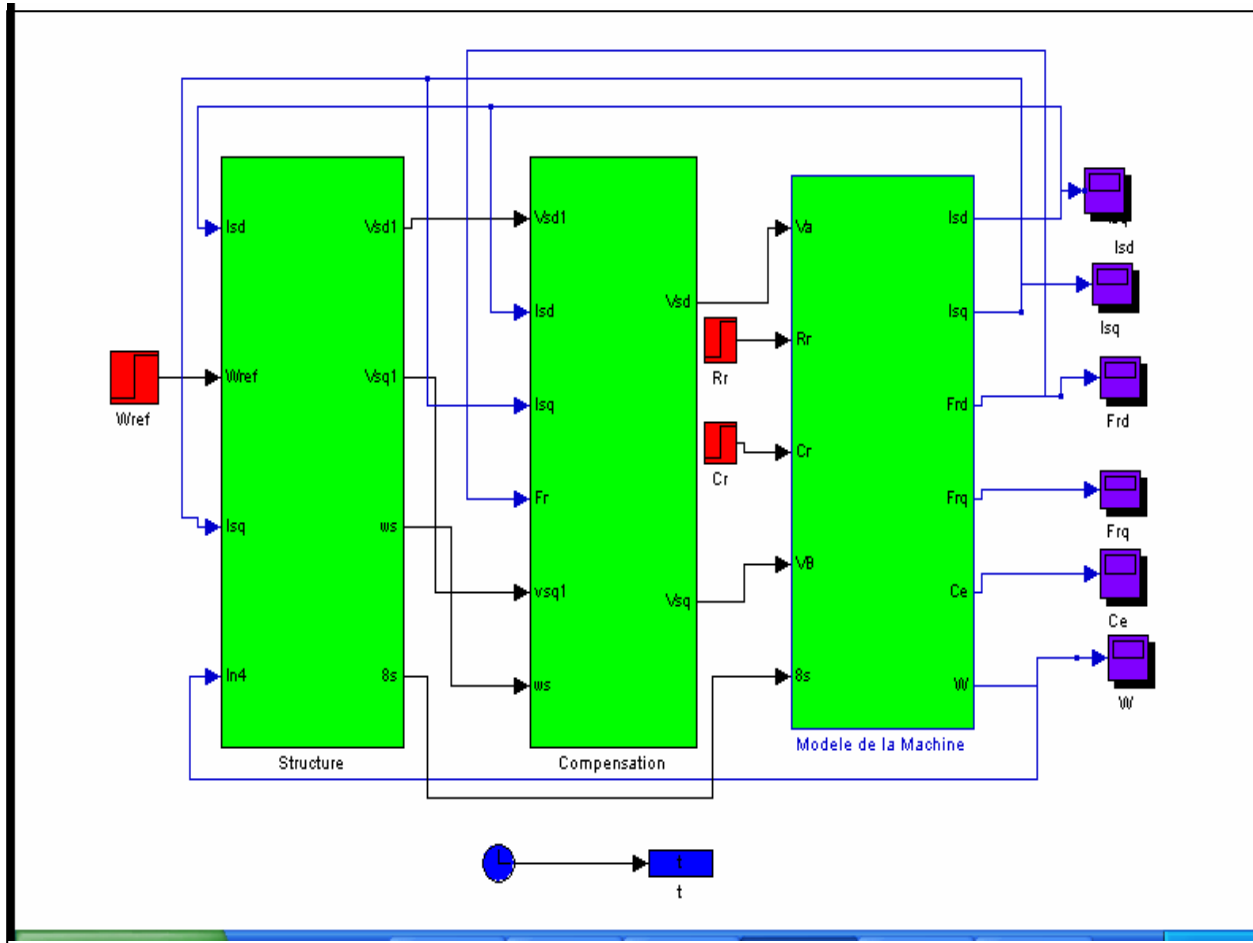 Isd
Wref
Isq
In4
Vsd1
Vsq1
ws
8s
Structure
Wref
Vsd1
Isd
Isq
Fr
vsq1
ws
Vsd
Vsq
Compensation
Rr
Cr
Va
Rr
Cr
VB
8s
Isd
Isq
Frd
Frq
Ce
W
Modele de la Machine
Isd
Isq
Frd
Frq
Ce
W
t
t